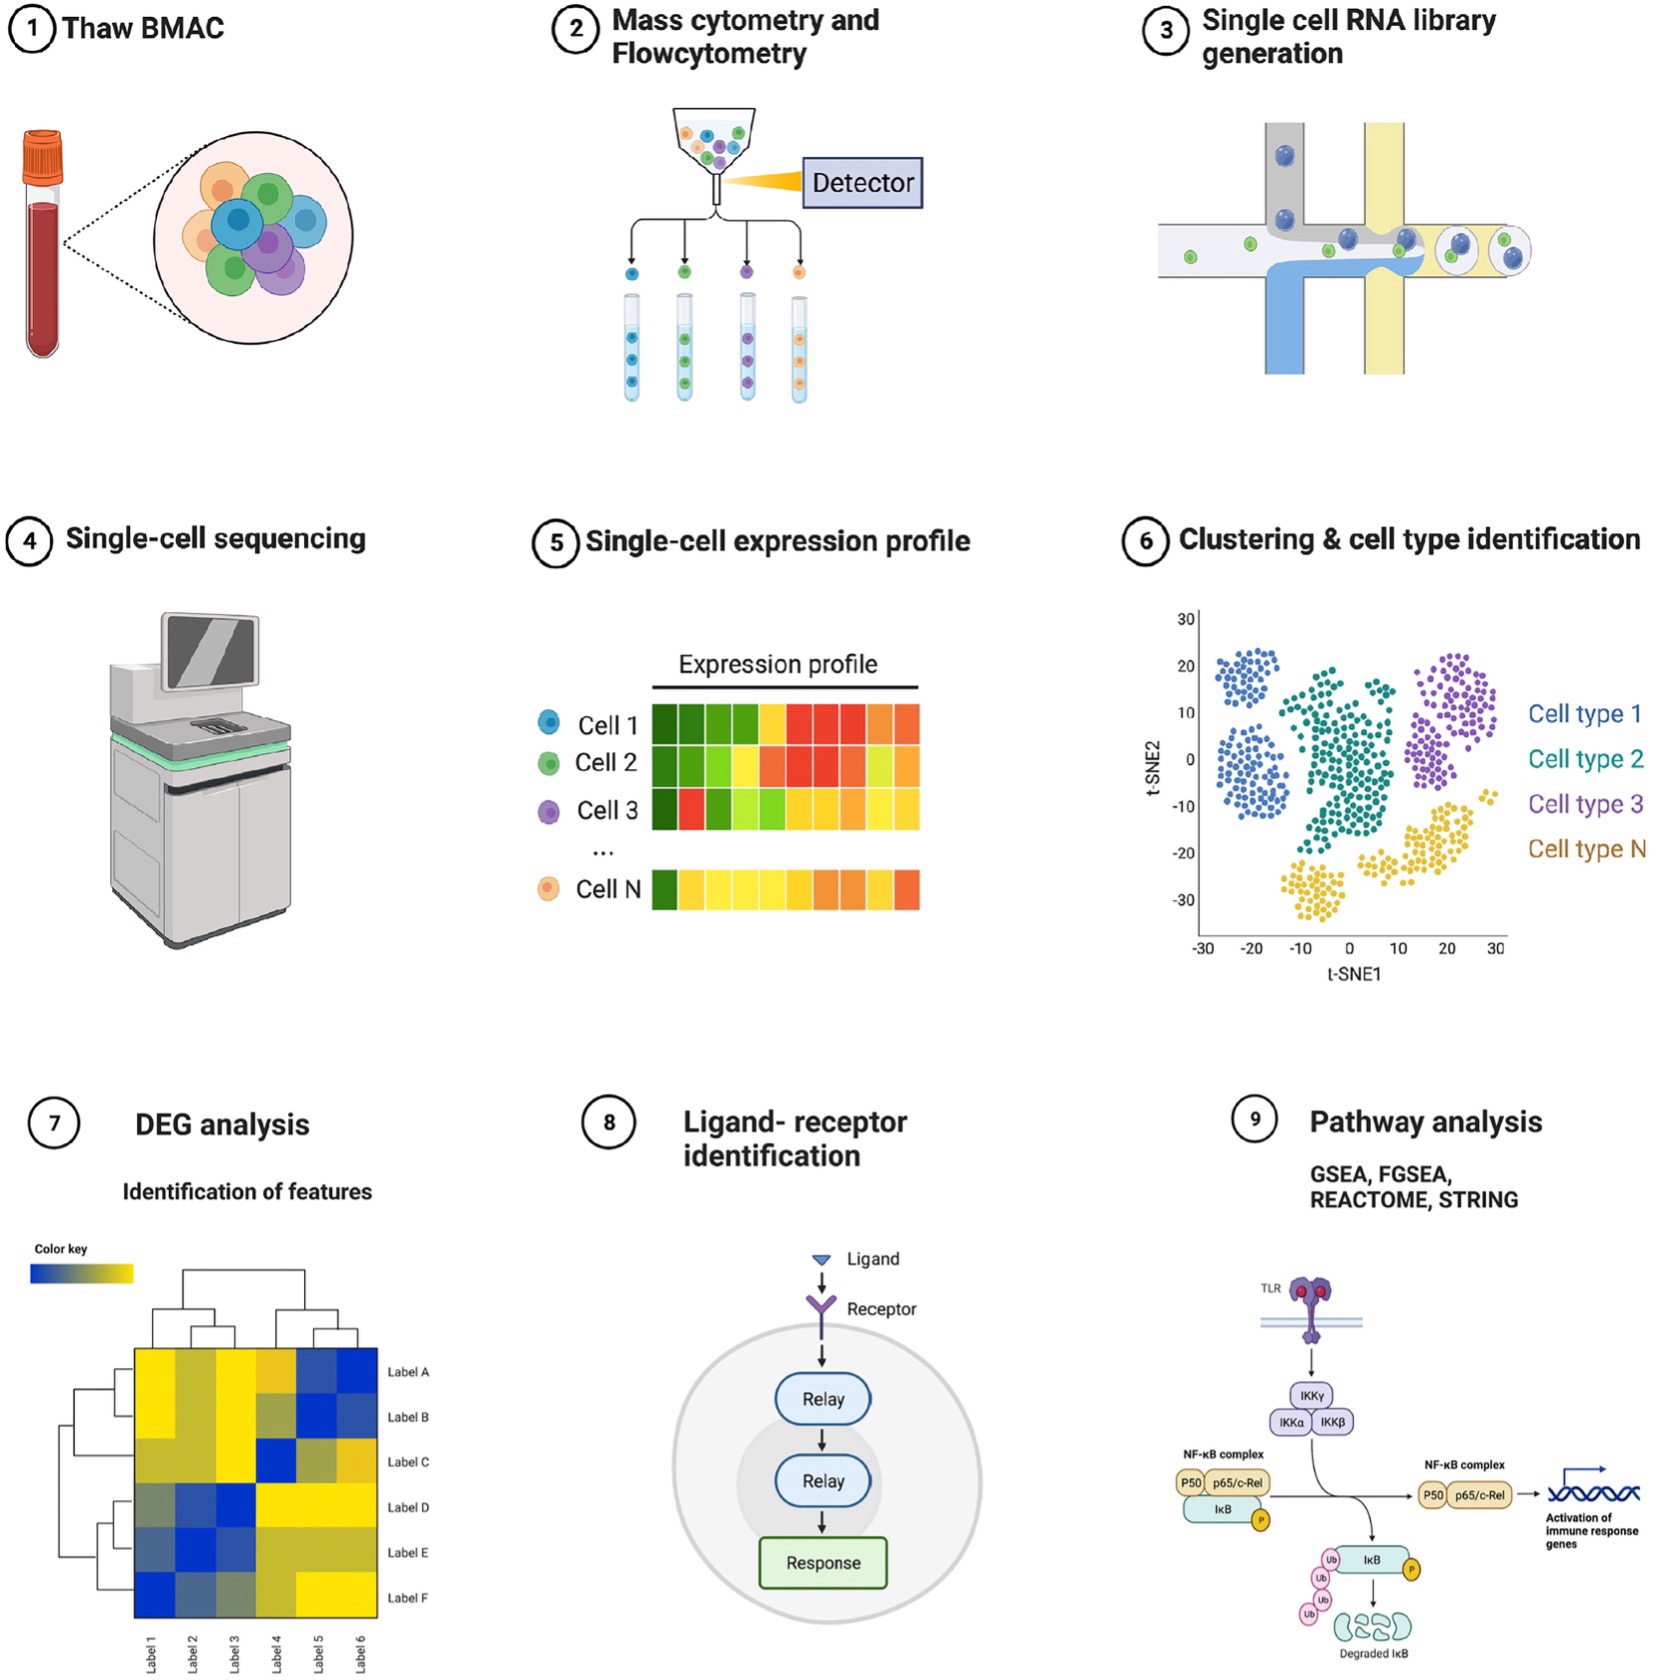 1 Thaw BMAC
2 Mass cytometry and
Flowcytometry
Detector
3 Single cell RNA library
generation
4 Single-cell sequencing
5 Single-cell expression profile
Expression profile
Cell 1
Cell 2
Cell 3
...
Cell N
6 Clustering & cell type identification
30
20
10
0
-10
-20
-30
t-SNE2
-30 -20 -10 0 10 20 30
t-SNE1
Cell type 1
Cell type 2
Cell type 3
Cell type N
7 DEG analysis
Identification of features
Color key
Label A
Label B
Label C
Label D
Label E
Label F
Label 1 Label 2 Label 3 Label 4 Label 5 Label 6
8 Ligand- receptor
identification
Ligand
Receptor
Relay
Relay
Response
9 Pathway analysis
GSEA, FGSEA,
REACTOME, STRING
TLR
IKKγ
IKKα IKKβ
NF-κB complex
P50 p65/c-Rel
IκB
P
NF-κB complex
P50 p65/c-Rel
Activation of
immune response
genes
Ub IκB P
Ub
Ub
Ub
Degraded IκB